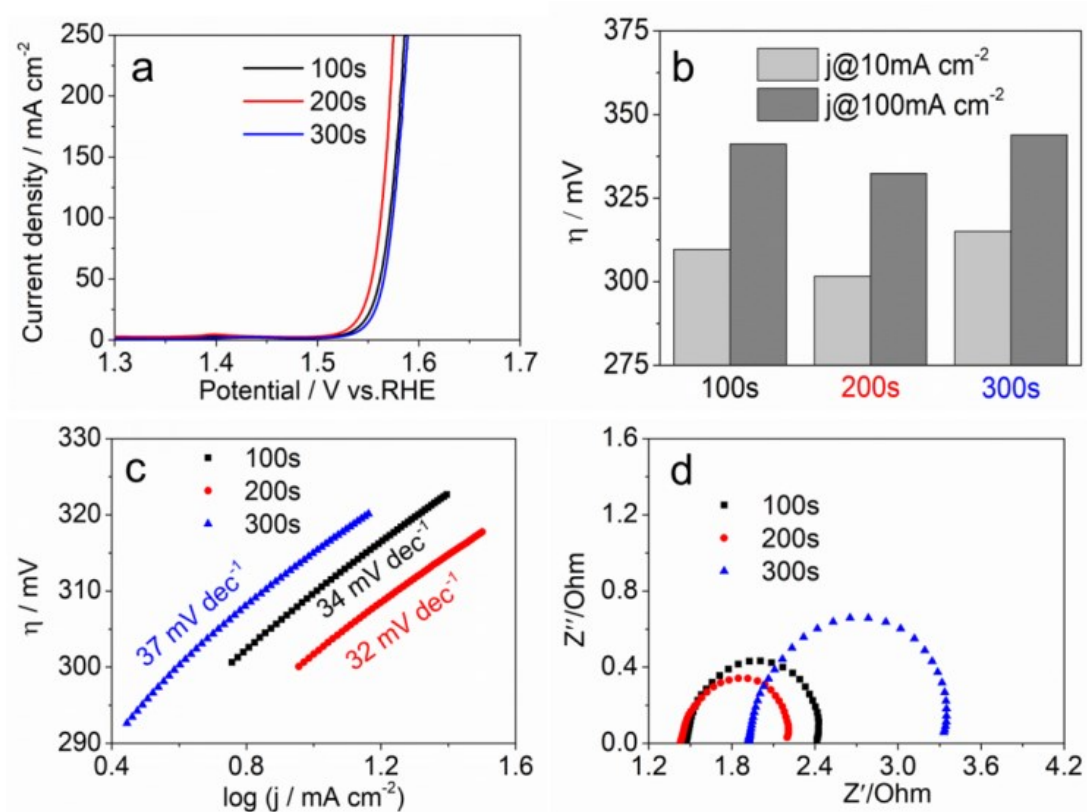 a
250
200
150
100
50
0
Current density / mA cm⁻²
100s
200s
300s
1.3 1.4 1.5 1.6 1.7
Potential / V vs.RHE
b
375
350
325
300
275
η / mV
j@10mA cm⁻²
j@100mA cm⁻²
100s 200s 300s
c
330
320
310
300
290
η / mV
100s
200s
300s
37 mV dec⁻¹
34 mV dec⁻¹
32 mV dec⁻¹
0.4 0.8 1.2 1.6
log (j / mA cm⁻²)
d
1.6
1.2
0.8
0.4
0.0
Z''/Ohm
100s
200s
300s
1.2 1.8 2.4 3.0 3.6 4.2
Z'/Ohm